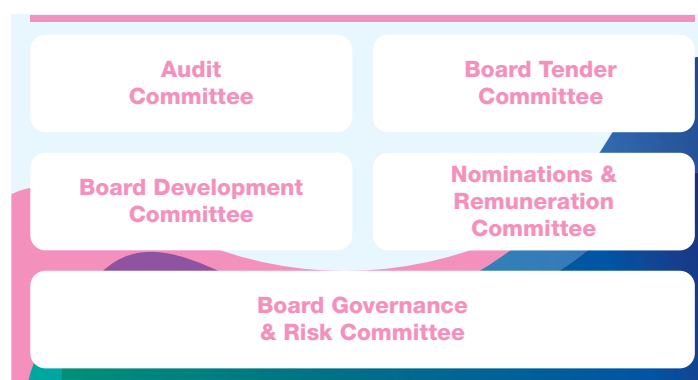 Audit
Committee
Board Tender
Committee
Board Development
Committee
Nominations &
Remuneration
Committee
Board Governance
& Risk Committee